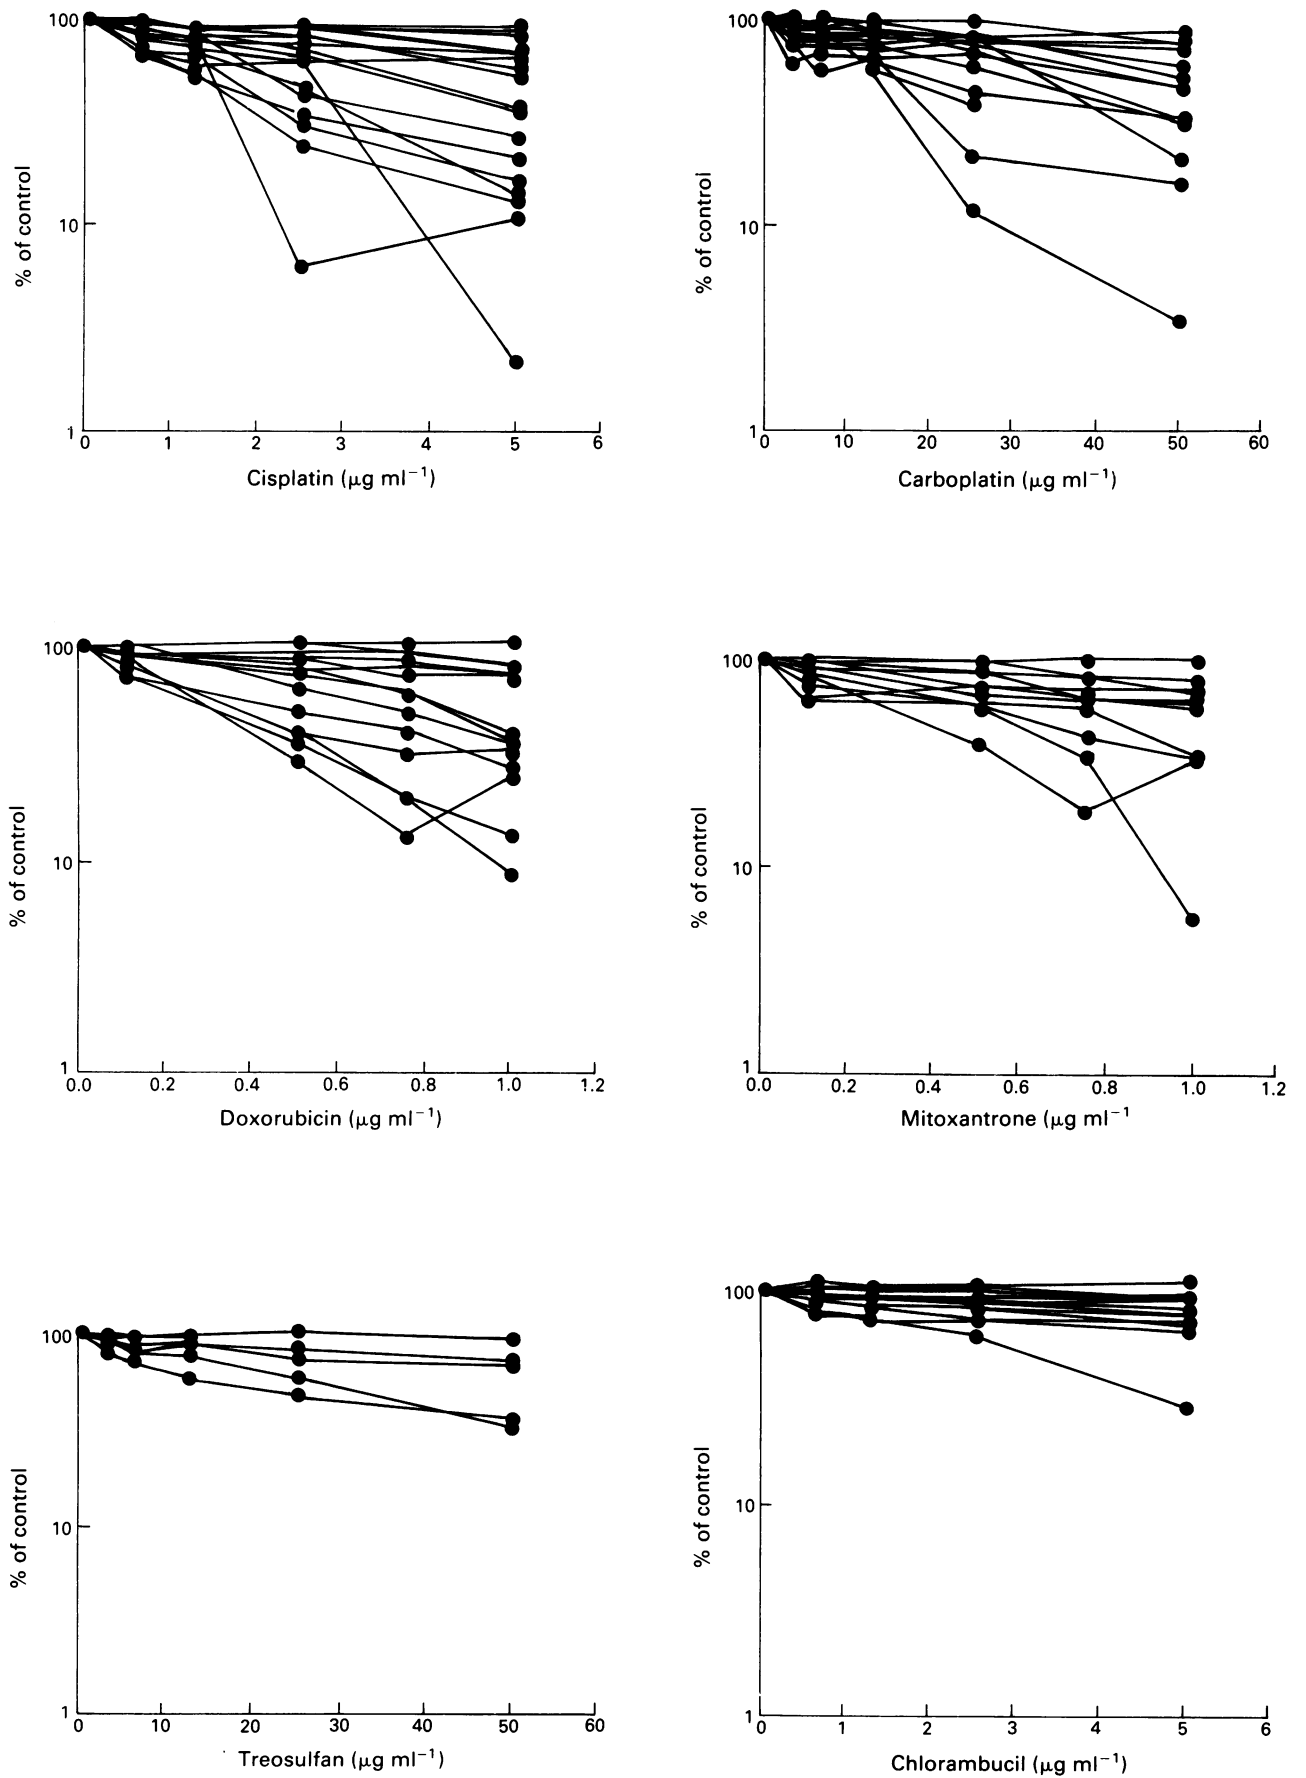 100
10
1
% of control
0 1 2 3 4 5 6
Cisplatin (μg ml⁻¹)
100
10
1
% of control
0 10 20 30 40 50 60
Carboplatin (μg ml⁻¹)
100
10
1
% of control
0.0 0.2 0.4 0.6 0.8 1.0 1.2
Doxorubicin (μg ml⁻¹)
100
10
1
% of control
0.0 0.2 0.4 0.6 0.8 1.0 1.2
Mitoxantrone (μg ml⁻¹
100
10
1
% of control
0 10 20 30 40 50 60
Treosulfan (μg ml⁻¹)
100
10
1
% of control
0 1 2 3 4 5 6
Chlorambucil (μg ml⁻¹)